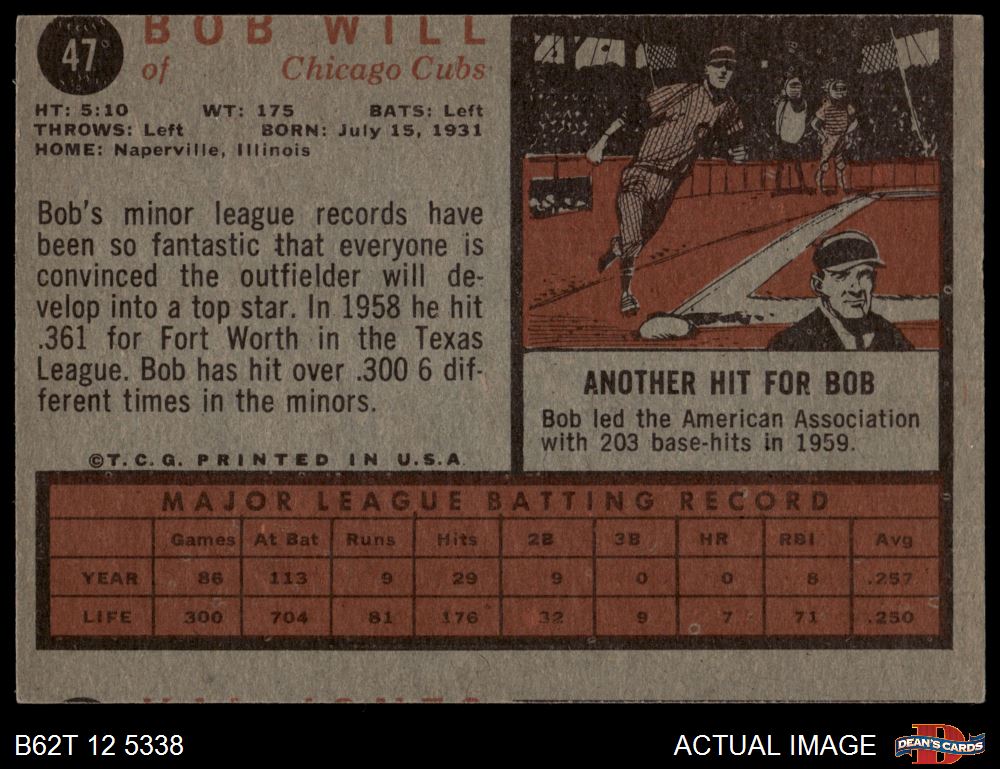 47
BOB WILL
of Chicago Cubs
HT: 5:10 WT: 175 BATS: Left
THROWS: Left BORN: July 15, 1931
HOME: Naperville, Illinois
Bob's minor league records have
been so fantastic that everyone is
convinced the outfielder will de-
velop into a top star. In 1958 he hit
.361 for Fort Worth in the Texas
League. Bob has hit over .300 6 dif-
ferent times in the minors.
©T.C.G. PRINTED IN U.S.A.
ANOTHER HIT FOR BOB
Bob led the American Association
with 203 base-hits in 1959.
MAJOR LEAGUE BATTING RECORD
Games At Bat Runs Hits 2B 3B HR RBI Avg
YEAR 86 113 9 29 9 0 0 8 .257
LIFE 300 704 81 176 32 9 7 71 .250
B62T 12 5338
ACTUAL IMAGE
D
DEAN'S CARDS